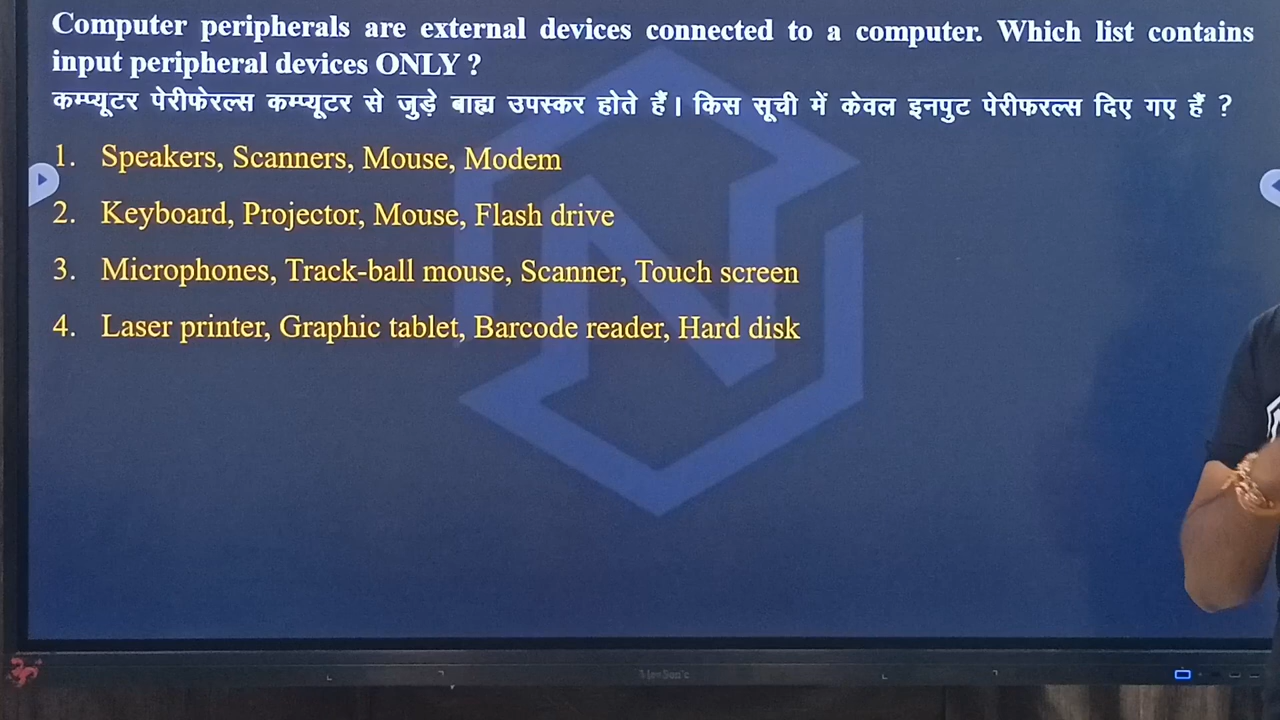 Computer peripherals are external devices connected to a computer. Which list contains
input peripheral devices ONLY ?
कम्प्यूटर पेरीफेरल्स कम्प्यूटर से जुड़े बाह्य उपस्कर होते हैं। किस सूची में केवल इनपुट पेरीफरल्स दिए गए हैं ?
1. Speakers, Scanners, Mouse, Modem
2. Keyboard, Projector, Mouse, Flash drive
3. Microphones, Track-ball mouse, Scanner, Touch screen
4. Laser printer, Graphic tablet, Barcode reader, Hard disk